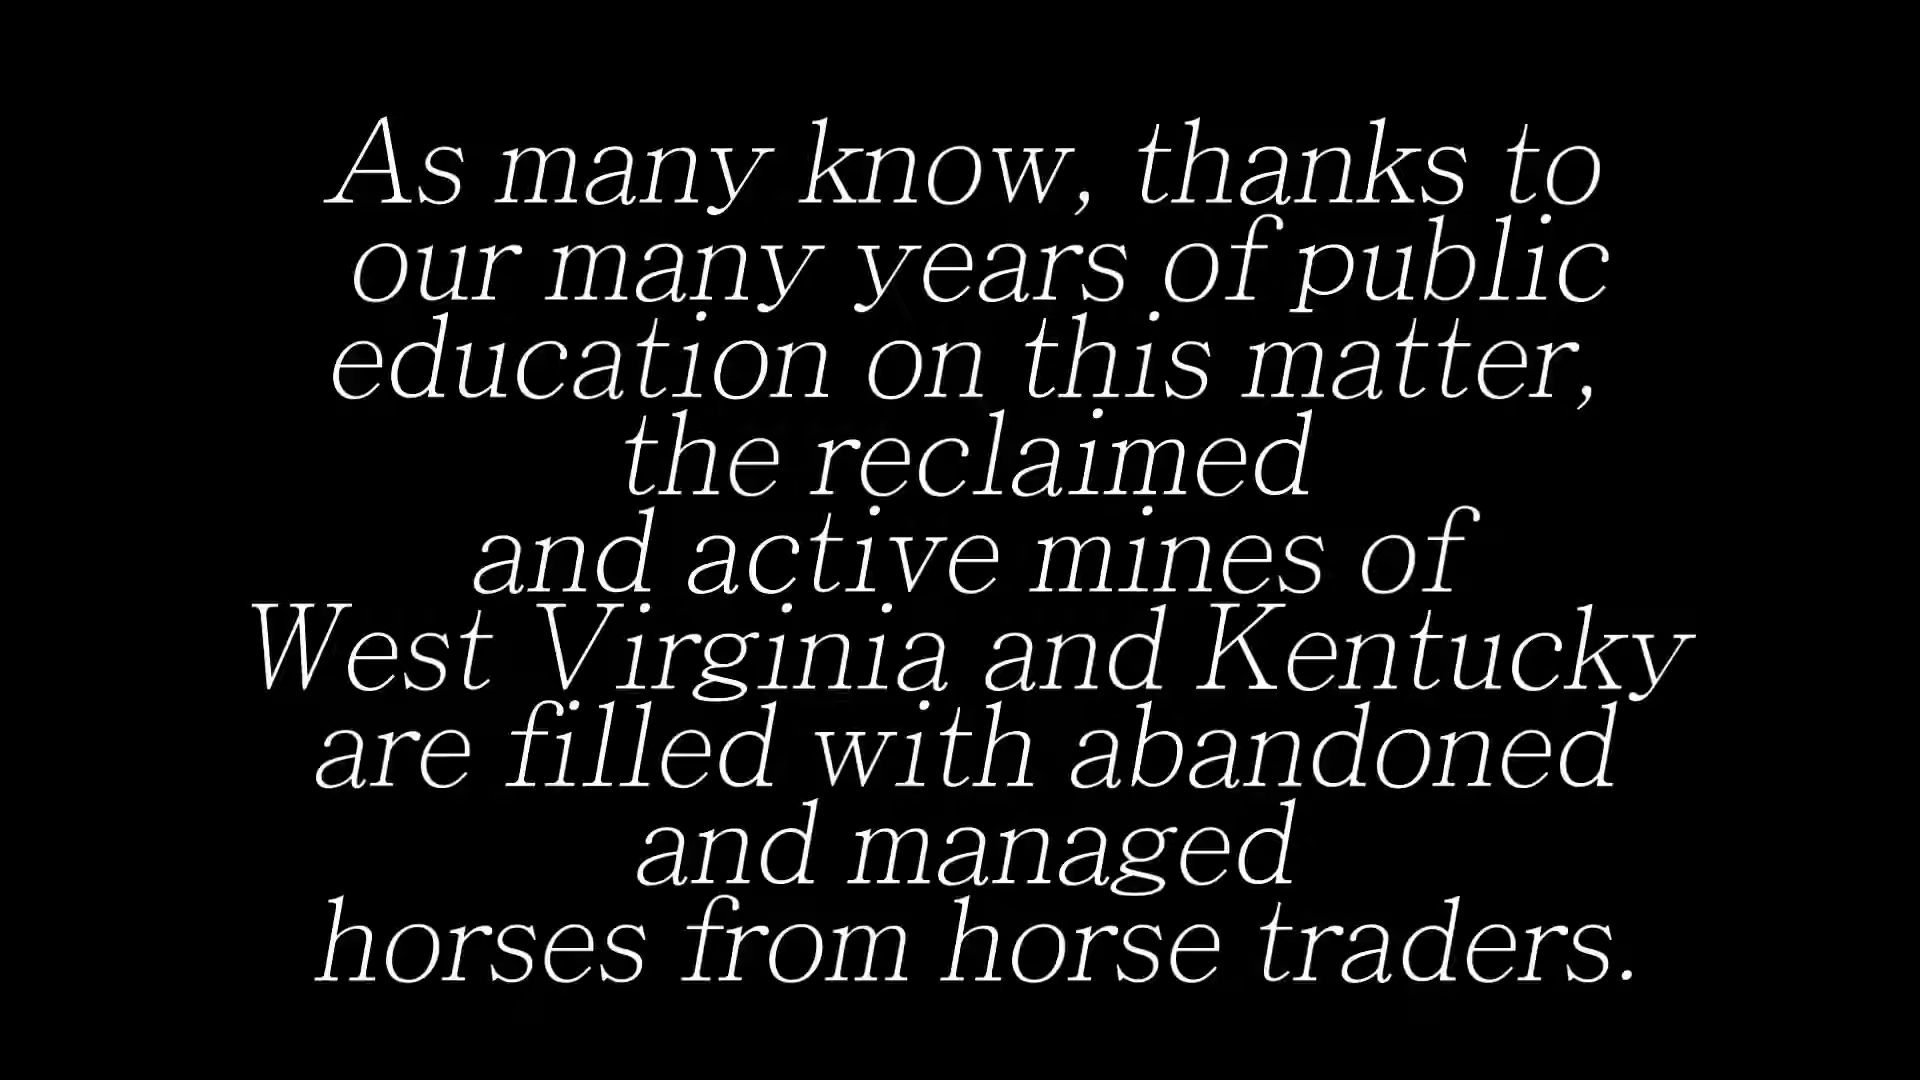 As many know, thanks to
our many years of public
education on this matter,
the reclaimed
and active mines of
West Virginia and Kentucky
are filled with abandoned
and managed
horses from horse traders.